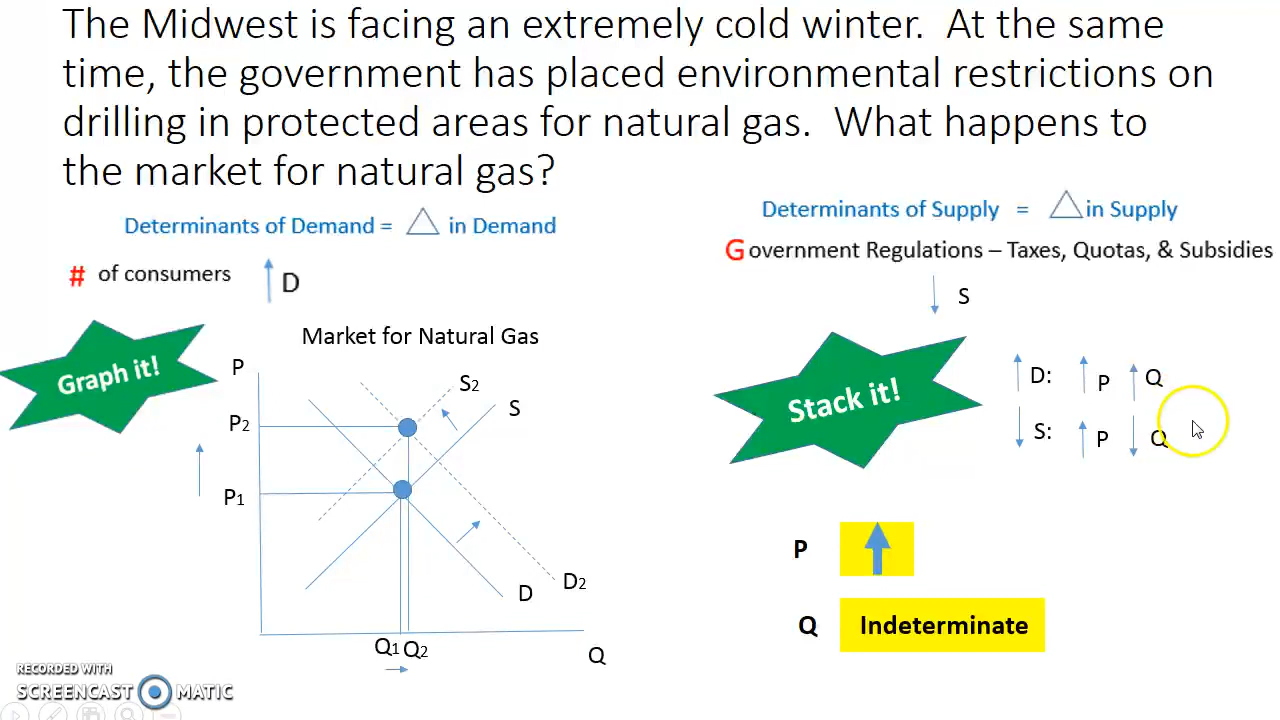 The Midwest is facing an extremely cold winter. At the same
time, the government has placed environmental restrictions on
drilling in protected areas for natural gas. What happens to
the market for natural gas?
Determinants of Demand = △ in Demand
# of consumers ↑ D
Determinants of Supply = △ in Supply
Government Regulations – Taxes, Quotas, & Subsidies
↓ S
Graph it!
Market for Natural Gas
P
S2
S
P2
P1
D2
D
Q1 Q2
Q
Stack it!
↑ D: ↑ P ↑ Q
↓ S: ↑ P ↓ Q
P ↑
Q Indeterminate
RECORDED WITH
SCREENCAST MATIC